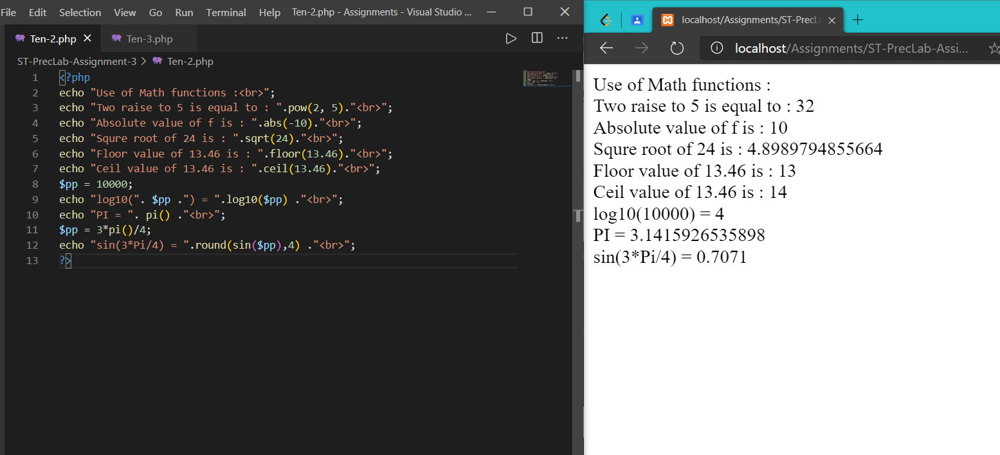 File Edit Selection View Go Run Terminal Help Ten-2.php - Assignments - Visual Studio ...
Ten-2.php Ten-3.php
ST-PrecLab-Assignment-3 > Ten-2.php
1 <?php
2 echo "Use of Math functions :<br>";
3 echo "Two raise to 5 is equal to : ".pow(2, 5)."<br>";
4 echo "Absolute value of f is : ".abs(-10)."<br>";
5 echo "Squre root of 24 is : ".sqrt(24)."<br>";
6 echo "Floor value of 13.46 is : ".floor(13.46)."<br>";
7 echo "Ceil value of 13.46 is : ".ceil(13.46)."<br>";
8 $pp = 10000;
9 echo "log10(". $pp .") = ".log10($pp) ."<br>";
10 echo "PI = ". pi() ."<br>";
11 $pp = 3*pi()/4;
12 echo "sin(3*Pi/4) = ".round(sin($pp),4) ."<br>";
13 ?>
localhost/Assignments/ST-PrecL
localhost/Assignments/ST-PrecLab-Assi...
Use of Math functions :
Two raise to 5 is equal to : 32
Absolute value of f is : 10
Squre root of 24 is : 4.8989794855664
Floor value of 13.46 is : 13
Ceil value of 13.46 is : 14
log10(10000) = 4
PI = 3.1415926535898
sin(3*Pi/4) = 0.7071